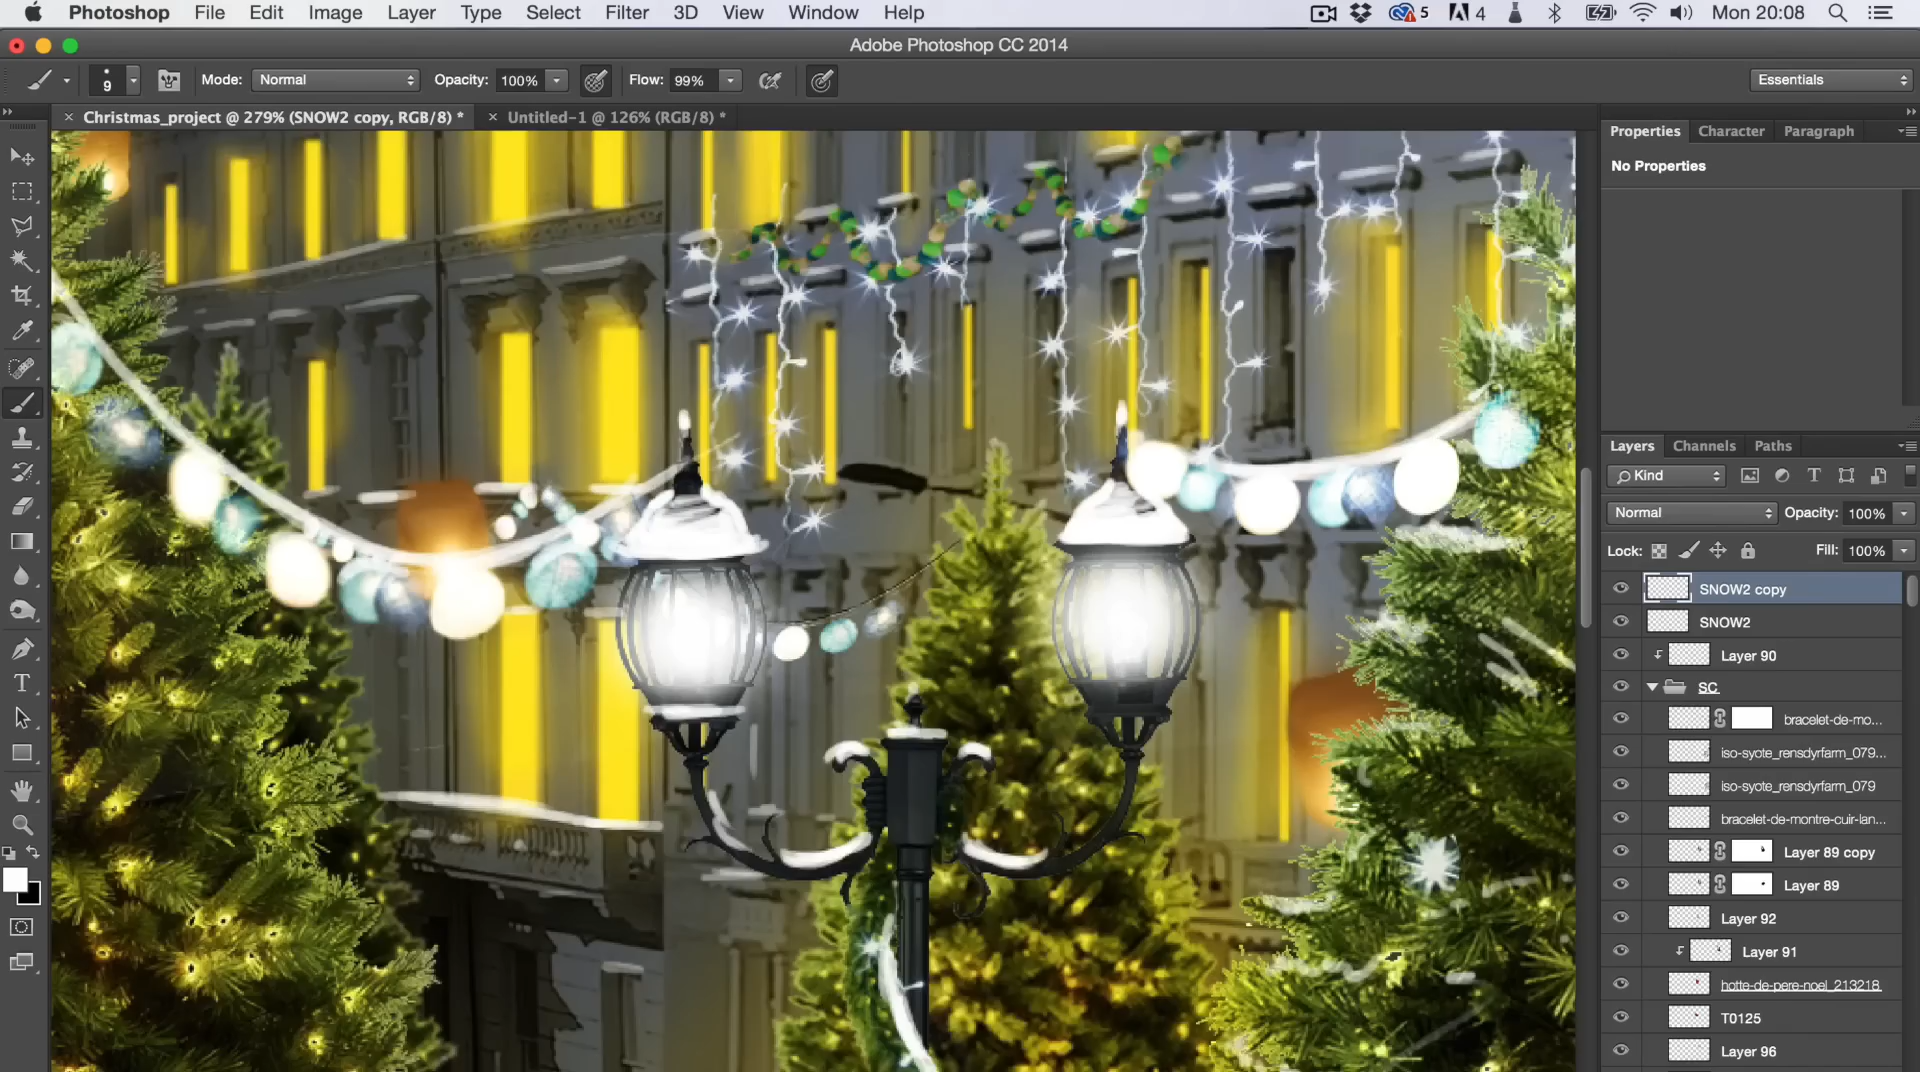 Photoshop File Edit Image Layer Type Select Filter 3D View Window Help 5 4 Mon 20:08
Adobe Photoshop CC 2014
9 Mode: Normal Opacity: 100% Flow: 99% Essentials
Christmas_project @ 279% (SNOW2 copy, RGB/8) * Untitled-1 @ 126% (RGB/8) *
Properties Character Paragraph
No Properties
Layers Channels Paths
Kind
Normal Opacity: 100%
Lock: Fill: 100%
SNOW2 copy
SNOW2
Layer 90
SC
bracelet-de-mo...
iso-syote_rensdyrfarm_079...
iso-syote_rensdyrfarm_079
bracelet-de-montre-cuir-lan...
Layer 89 copy
Layer 89
Layer 92
Layer 91
hotte-de-pere-noel_213218
T0125
Layer 96